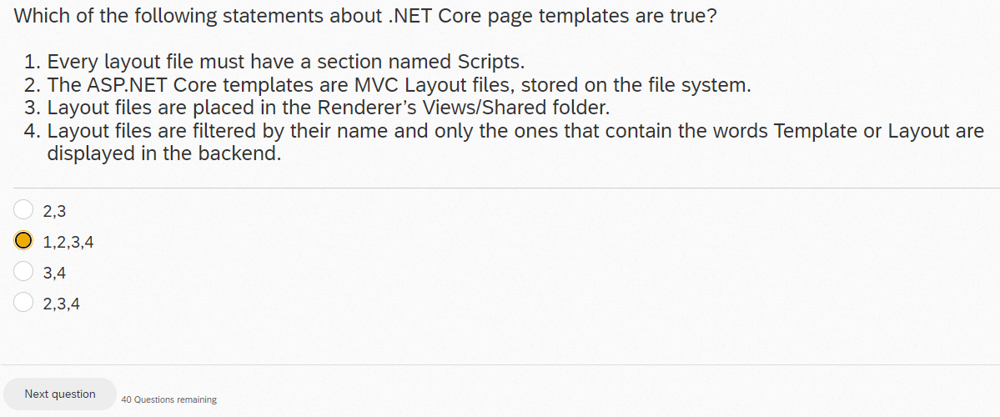 Which of the following statements about .NET Core page templates are true?
1. Every layout file must have a section named Scripts.
2. The ASP.NET Core templates are MVC Layout files, stored on the file system.
3. Layout files are placed in the Renderer’s Views/Shared folder.
4. Layout files are filtered by their name and only the ones that contain the words Template or Layout are
displayed in the backend.
2,3
1,2,3,4
3,4
2,3,4
Next question
40 Questions remaining